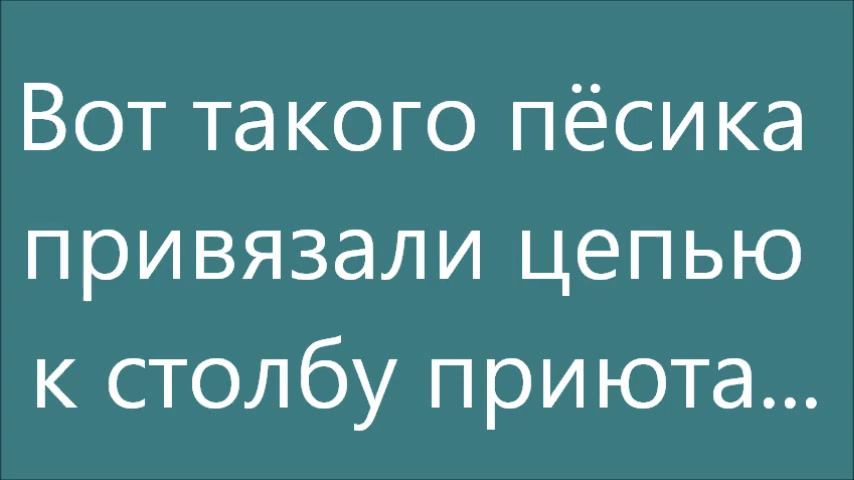 Вот такого пёсика
привязали цепью
к столбу приюта...